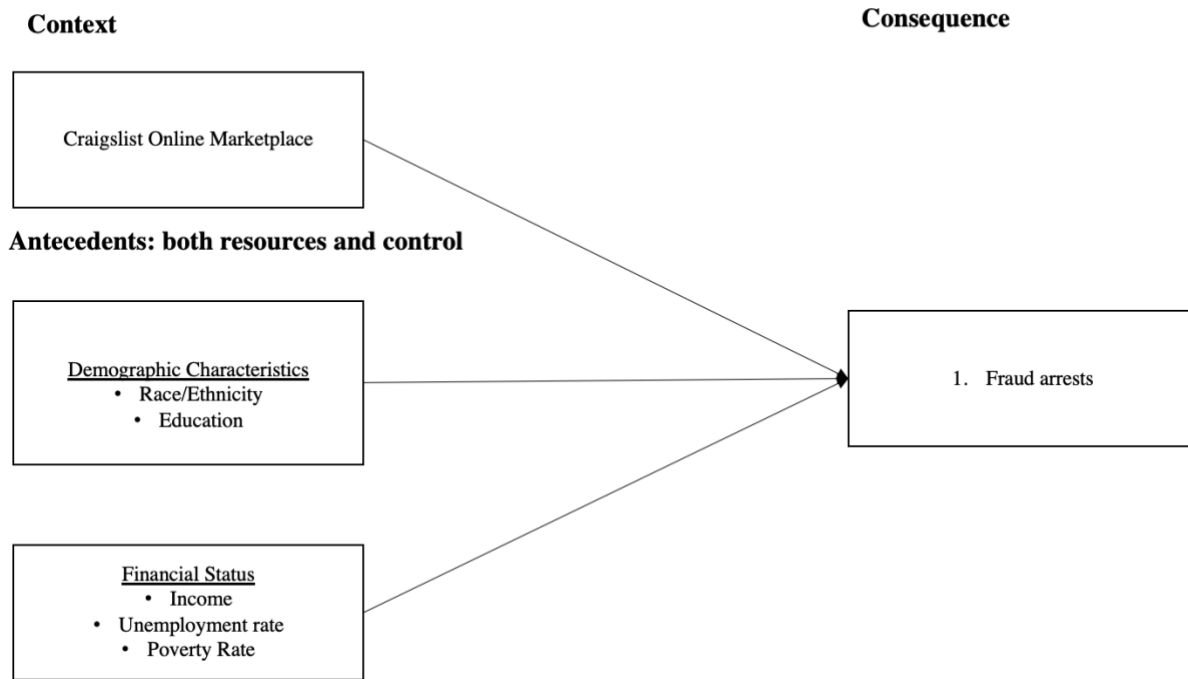 Context
Consequence
Craigslist Online Marketplace
Antecedents: both resources and control
Demographic Characteristics
• Race/Ethnicity
• Education
1. Fraud arrests
Financial Status
• Income
• Unemployment rate
• Poverty Rate